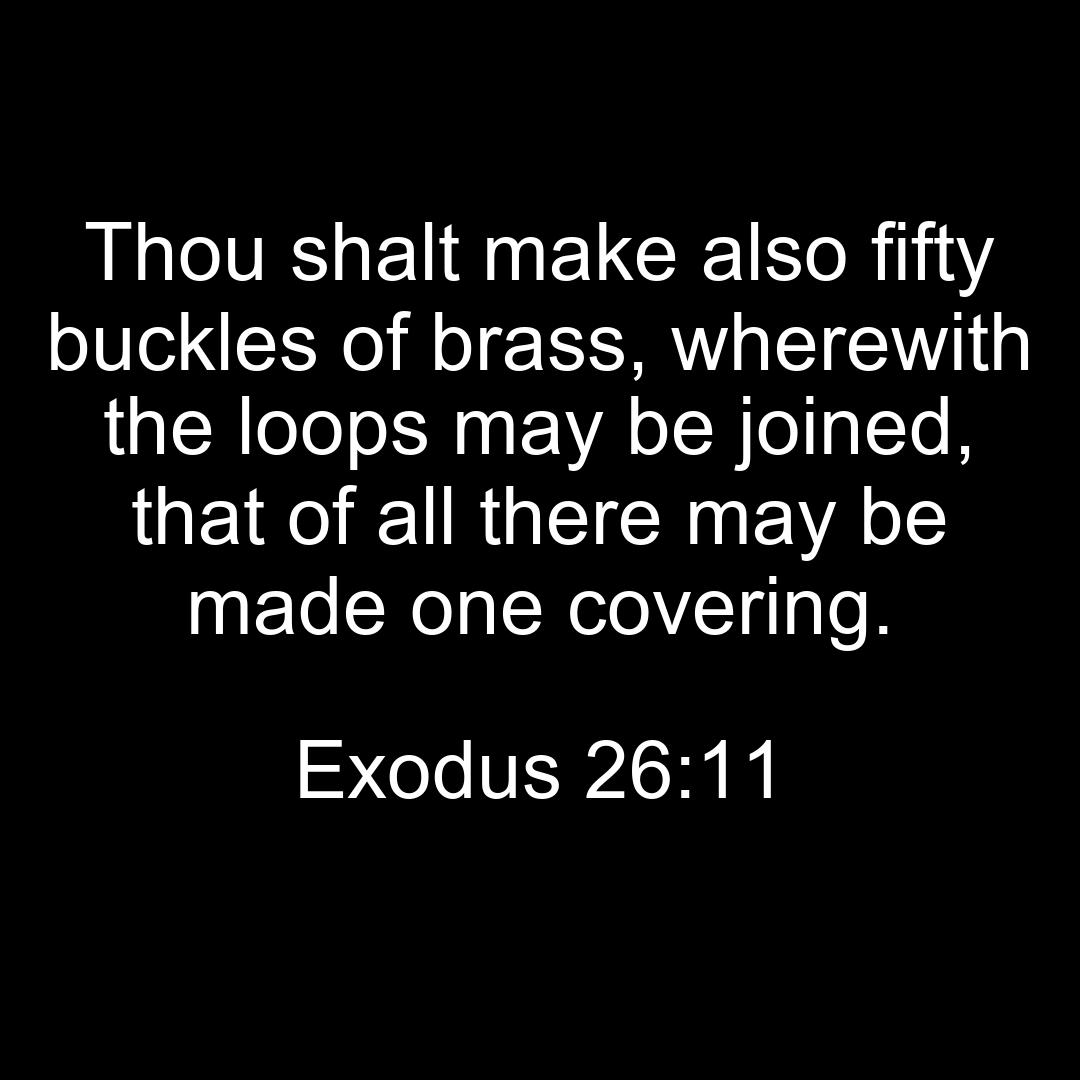 Thou shalt make also fifty
buckles of brass, wherewith
the loops may be joined,
that of all there may be
made one covering.
Exodus 26:11